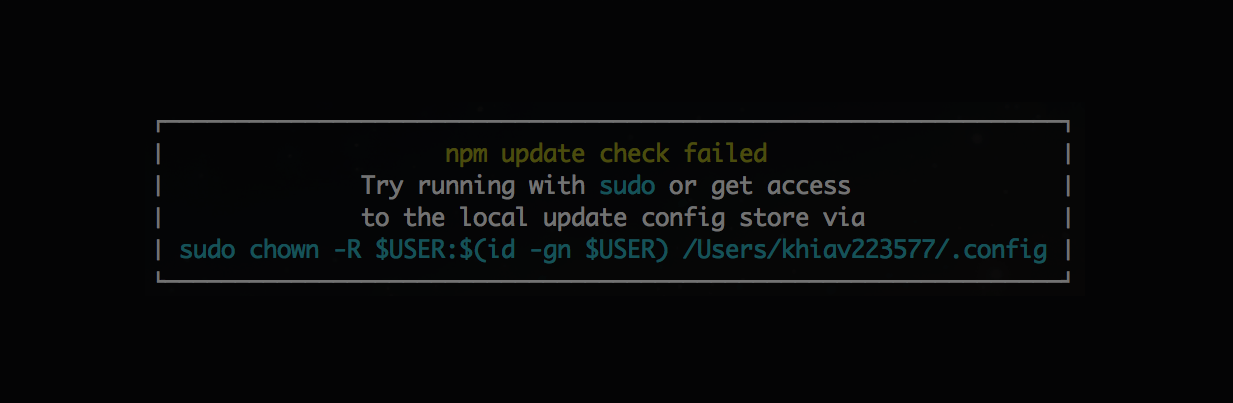 npm update check failed
Try running with sudo or get access
to the local update config store via
sudo chown -R $USER:$(id -gn $USER) /Users/khiav223577/.config